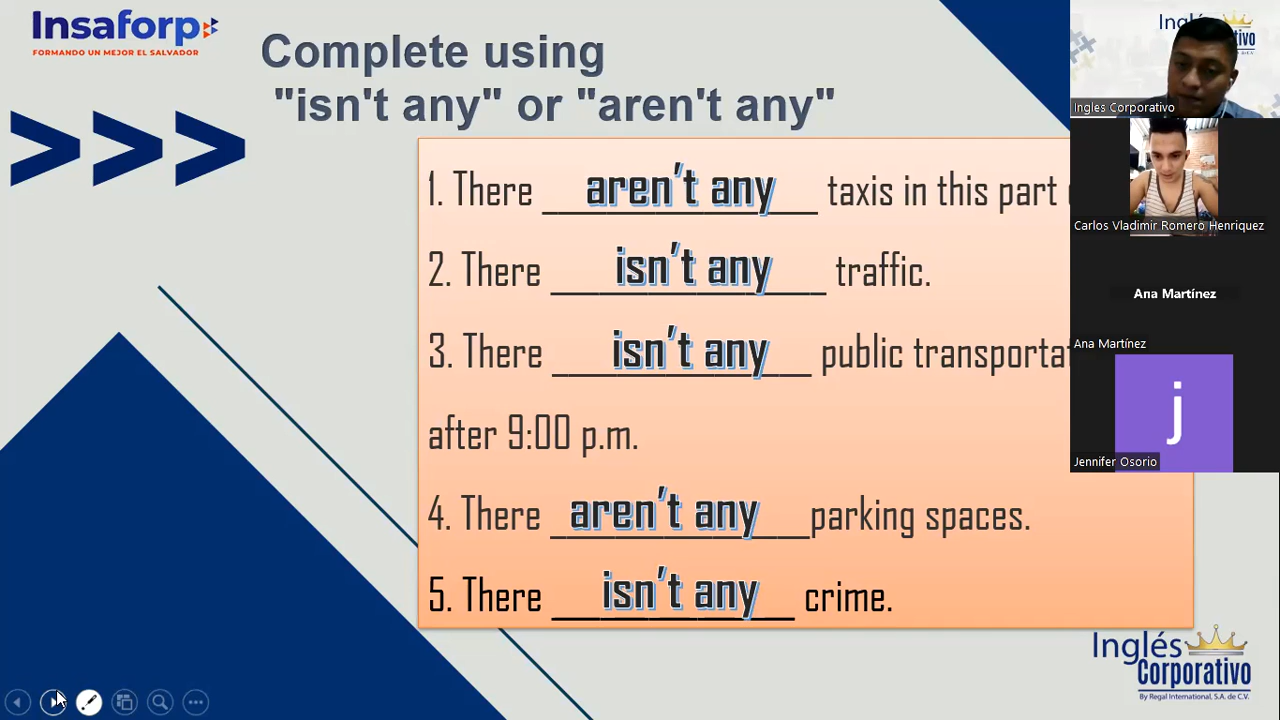 Insaforp
FORMANDO UN MEJOR EL SALVADOR
Complete using
"isn't any" or "aren't any"
>>>
1. There aren't any taxis in this part
2. There isn't any traffic.
3. There isn't any public
after 9:00 p.m.
4. There aren't any parking spaces.
5. There isn't any crime.
Ingles Corporativo
Carlos Vladimir Romero Henriquez
Ana Martínez
Ana Martínez
j
Jennifer Osorio
Inglés
Corporativo
By Regal International, S.A. de C.V.